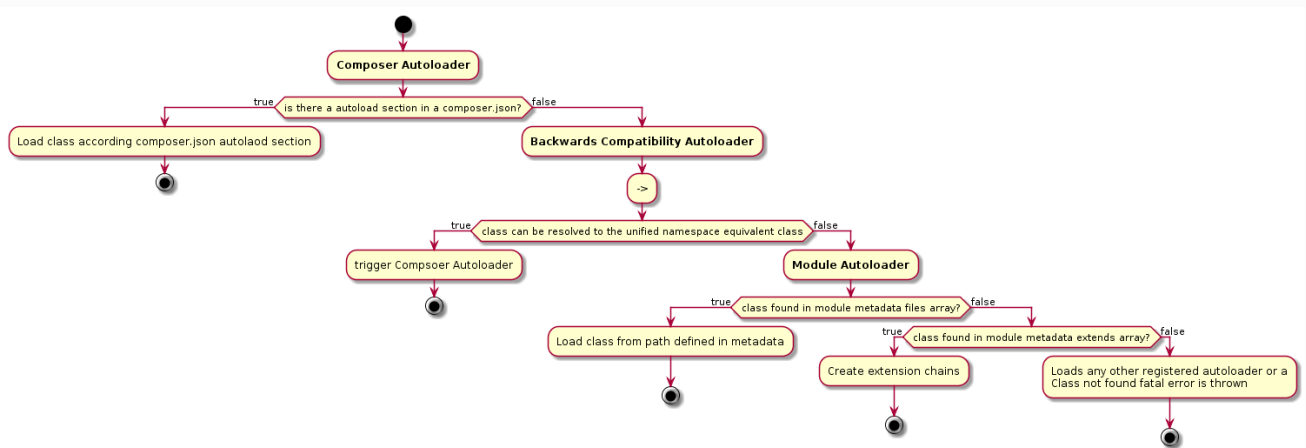 Composer Autoloader
true
is there a autoload section in a composer.json?
false
Load class according composer.json autolaod section
Backwards Compatibility Autoloader
->
true
class can be resolved to the unified namespace equivalent class
false
trigger Compsoer Autoloader
Module Autoloader
true
class found in module metadata files array?
false
Load class from path defined in metadata
true
class found in module metadata extends array?
false
Create extension chains
Loads any other registered autoloader or a
Class not found fatal error is thrown